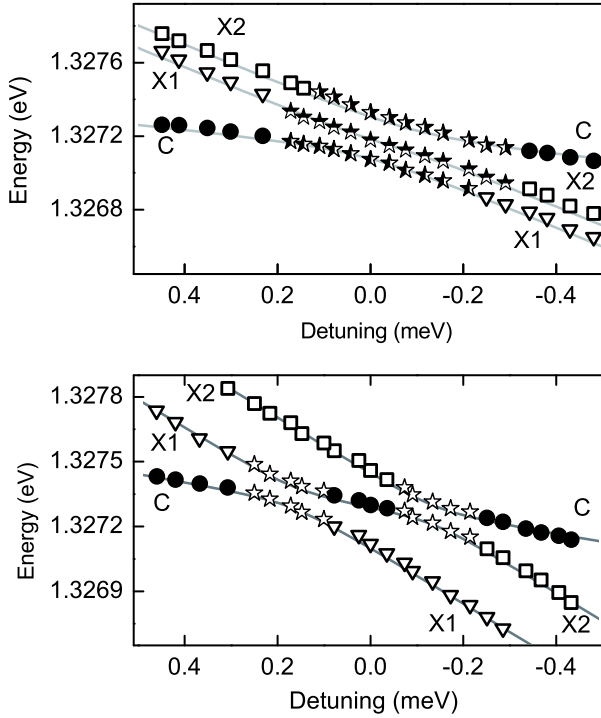 X2
1.3276
X1
C
1.3272
C
X2
1.3268
X1
Energy (eV)
0.4 0.2 0.0 -0.2 -0.4
Detuning (meV)
1.3278
X2
X1
1.3275
C
C
1.3272
1.3269
X1
X2
Energy (eV)
0.4 0.2 0.0 -0.2 -0.4
Detuning (meV)